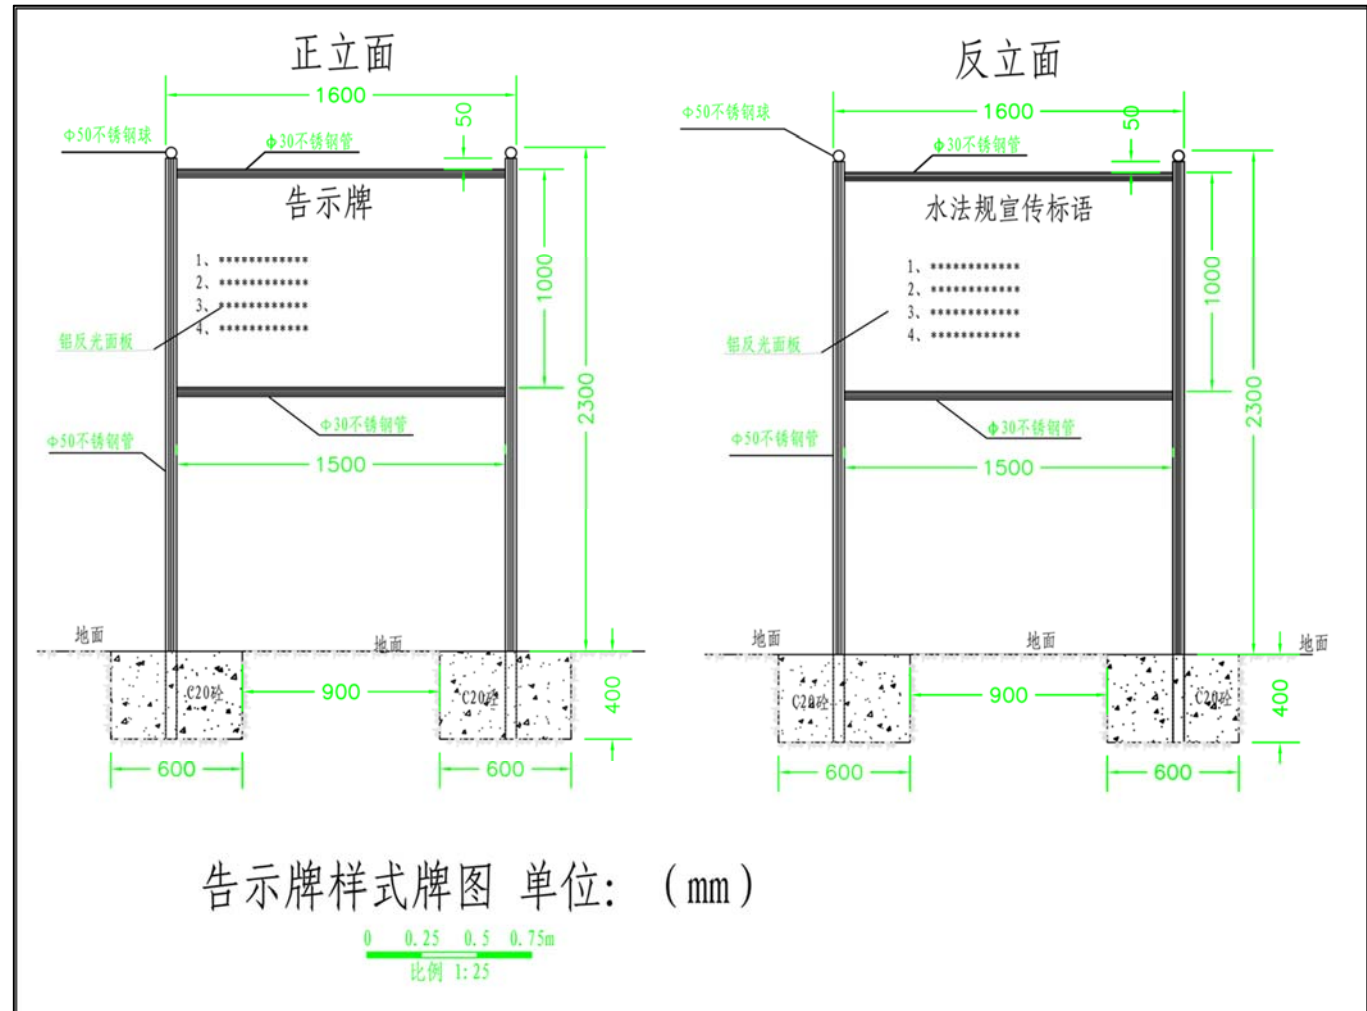 正立面
1600
50
Φ50不锈钢球
ф30不锈钢管
告示牌
1、************
2、************
3、************
4、************
1000
铝反光面板
2300
ф30不锈钢管
Φ50不锈钢管
1500
地面
地面
C20砼
900
C20砼
400
600
600
反立面
1600
50
Φ50不锈钢球
ф30不锈钢管
水法规宣传标语
1、************
2、************
3、************
4、************
1000
铝反光面板
2300
ф30不锈钢管
Φ50不锈钢管
1500
地面
地面
地面
C20砼
900
C20砼
400
600
600
告示牌样式牌图 单位：（mm）
0 0.25 0.5 0.75m
比例 1:25